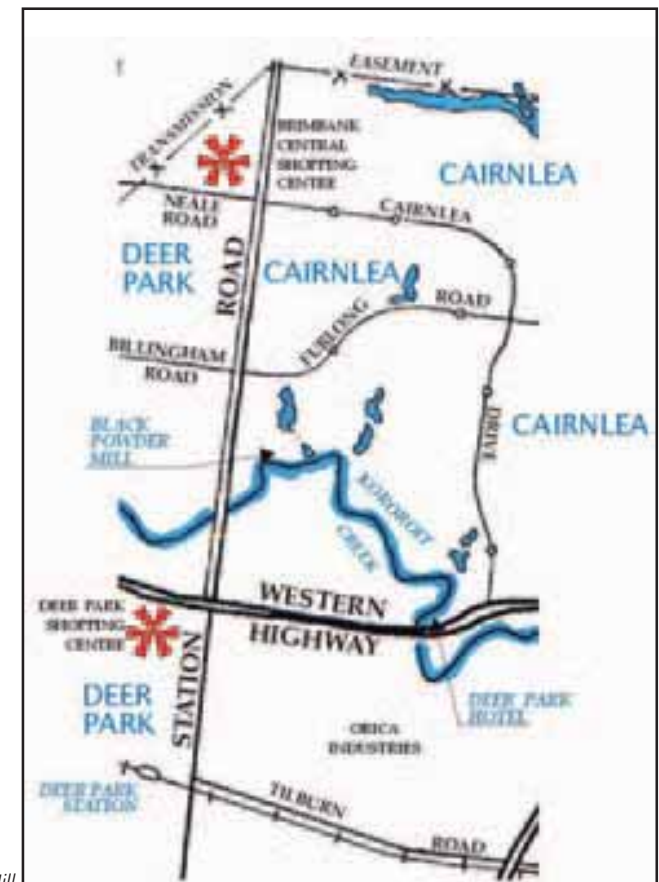 EASEMENT
TRANSMISSION
BRIMBANK
CENTRAL
SHOPPING
CENTRE
CAIRNLEA
NEALE
ROAD
CAIRNLEA
DEER
PARK
ROAD
CAIRNLEA
FURLONG
ROAD
BILLINGHAM
ROAD
BLACK
POWDER
MILL
DRIVE
CAIRNLEA
KOROROIT
CREEK
WESTERN
HIGHWAY
DEER PARK
SHOPPING
CENTRE
STATION
DEER
PARK
DEER PARK
HOTEL
ORICA
INDUSTRIES
DEER PARK
STATION
TILBURN
ROAD